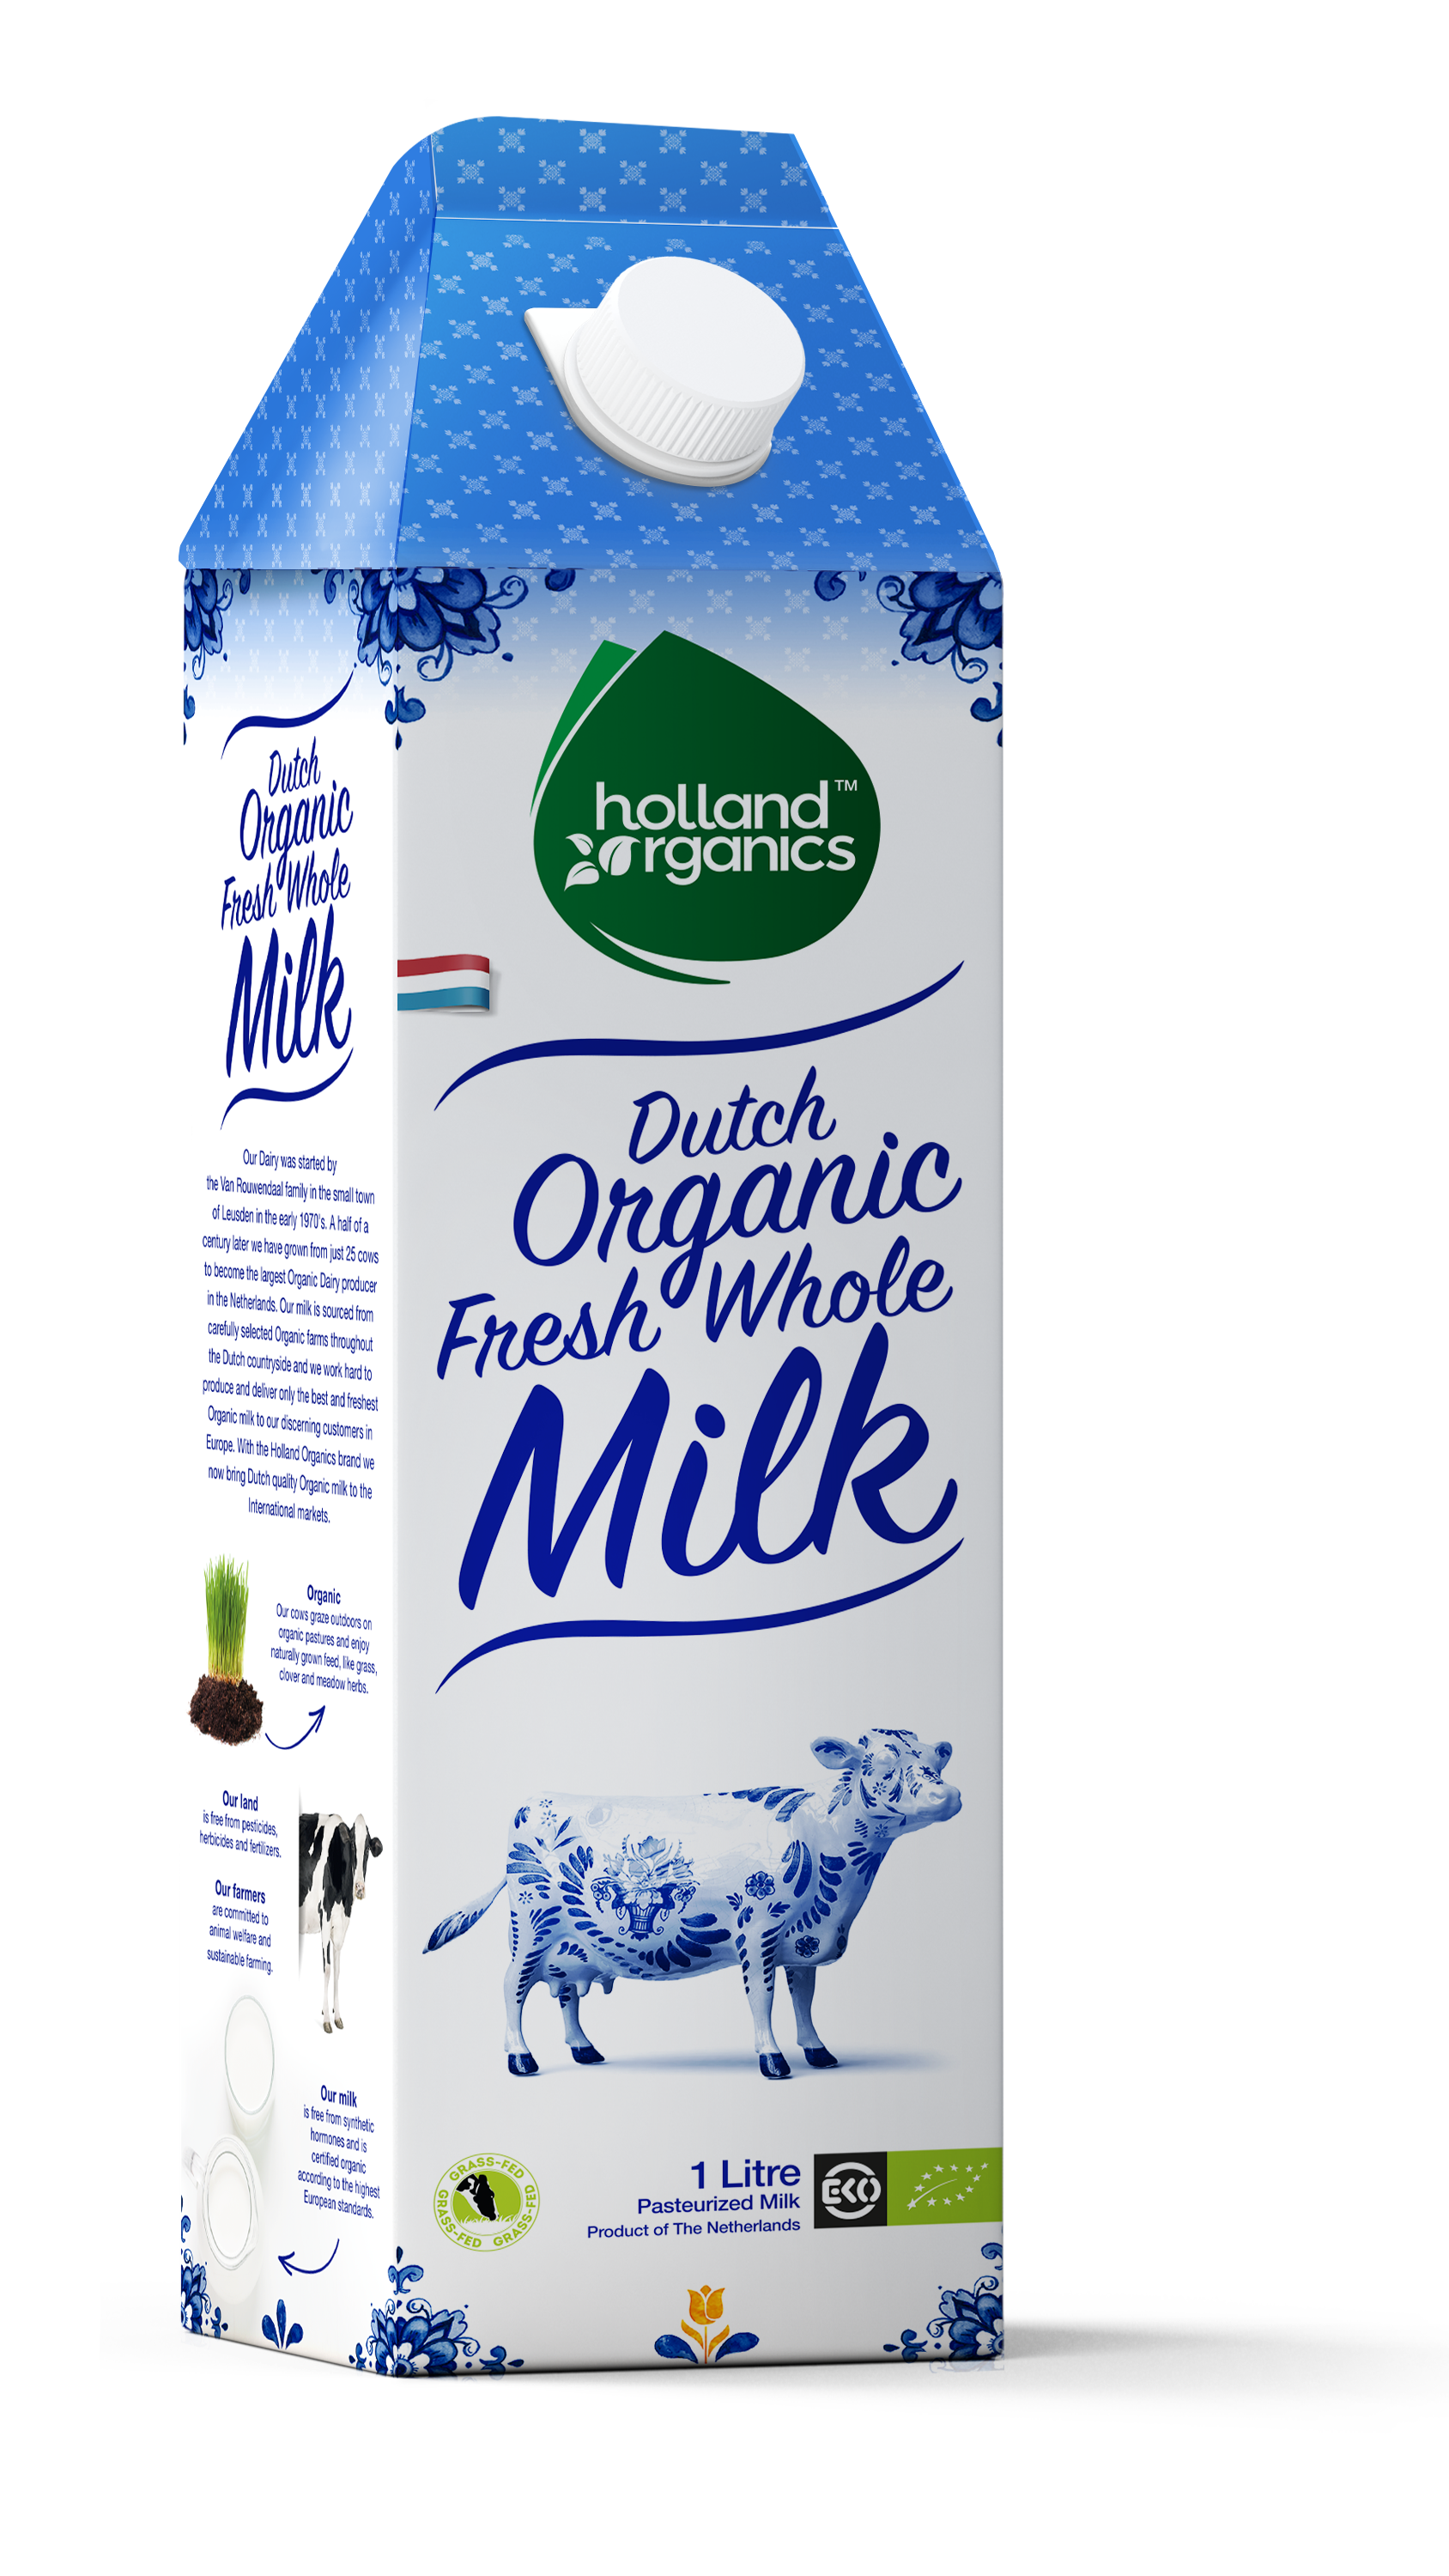 holland™
organics
Dutch
Organic
Fresh Whole
Milk
1 Litre
Pasteurized Milk
Product of The Netherlands
GRASS-FED
GRASS-FED
GRASS-FED
EKO
Dutch
Organic
Fresh Whole
Milk
Our Dairy was started by
the Van Rouwendaal family in the small town
of Leusden in the early 1970's. A half of a
century later we have grown from just 25 cows
to become the largest Organic Dairy producer
in the Netherlands. Our milk is sourced from
carefully selected Organic farms throughout
the Dutch countryside and we work hard to
produce and deliver only the best and freshest
Organic milk to our discerning customers in
Europe. With the Holland Organics brand we
now bring Dutch quality Organic milk to the
International markets.
Organic
Our cows graze outdoors on
organic pastures and enjoy
naturally grown feed, like grass,
clover and meadow herbs.
Our land
is free from pesticides,
herbicides and fertilizers.
Our farmers
are committed to
animal welfare and
sustainable farming.
Our milk
is free from synthetic
hormones and is
certified organic
according to the highest
European standards.